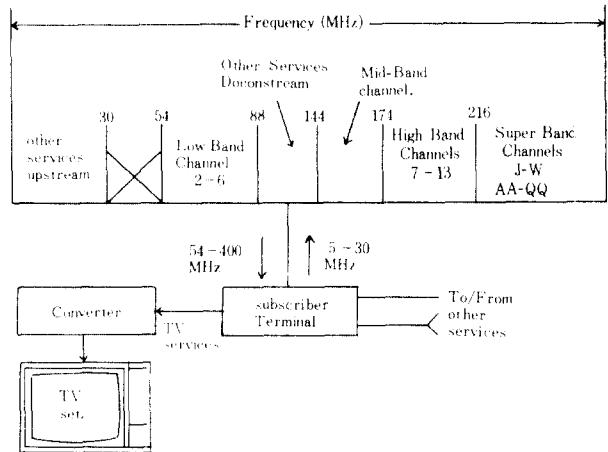 Frequency (MHz)
Other Services
Doconstream
Mid-Band
channel.
30
54
88
144
174
216
other
services
upstream
Low Band
Channel
2-6
High Band
Channels
7-13
Super Band
Channels
J-W
AA-QQ
54-400
MHz
5-30
MHz
Converter
TV
services
subscriber
Terminal
To/From
other
services
TV
set.